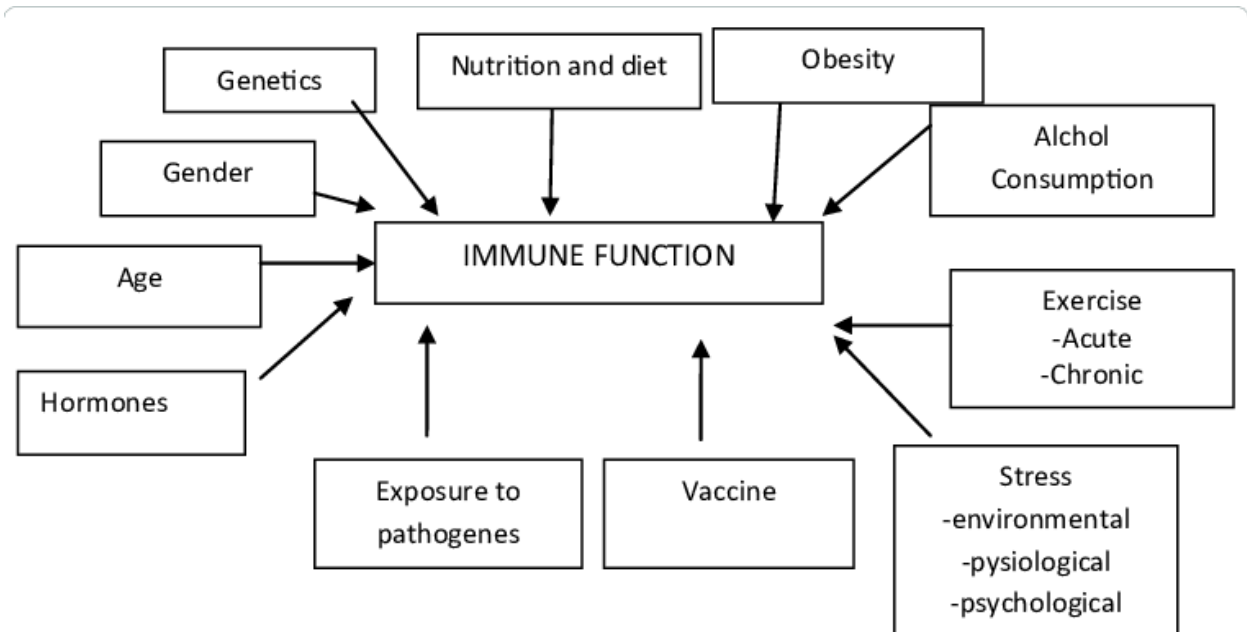 Genetics
Nutrition and diet
Obesity
Alchol
Consumption
Gender
IMMUNE FUNCTION
Age
Exercise
-Acute
-Chronic
Hormones
Exposure to
pathogenes
Vaccine
Stress
-environmental
-pysiological
-psychological